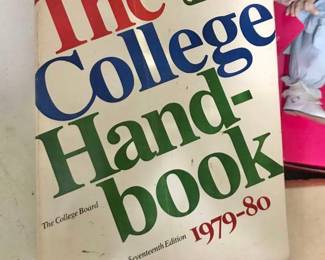 The
College
Hand-
book
The College Board
Seventeenth Edition 1979-80